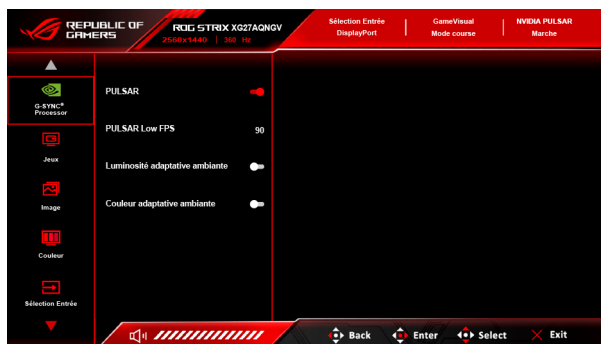 REPUBLIC OF
GAMERS
ROG STRIX XG27AQNGV
2560x1440 | 360 Hz
Sélection Entrée
DisplayPort
GameVisual
Mode course
NVIDIA PULSAR
Marche
G-SYNC®
Processor
Jeux
Image
Couleur
Sélection Entrée
PULSAR
PULSAR Low FPS 90
Luminosité adaptative ambiante
Couleur adaptative ambiante
Back
Enter
Select
Exit